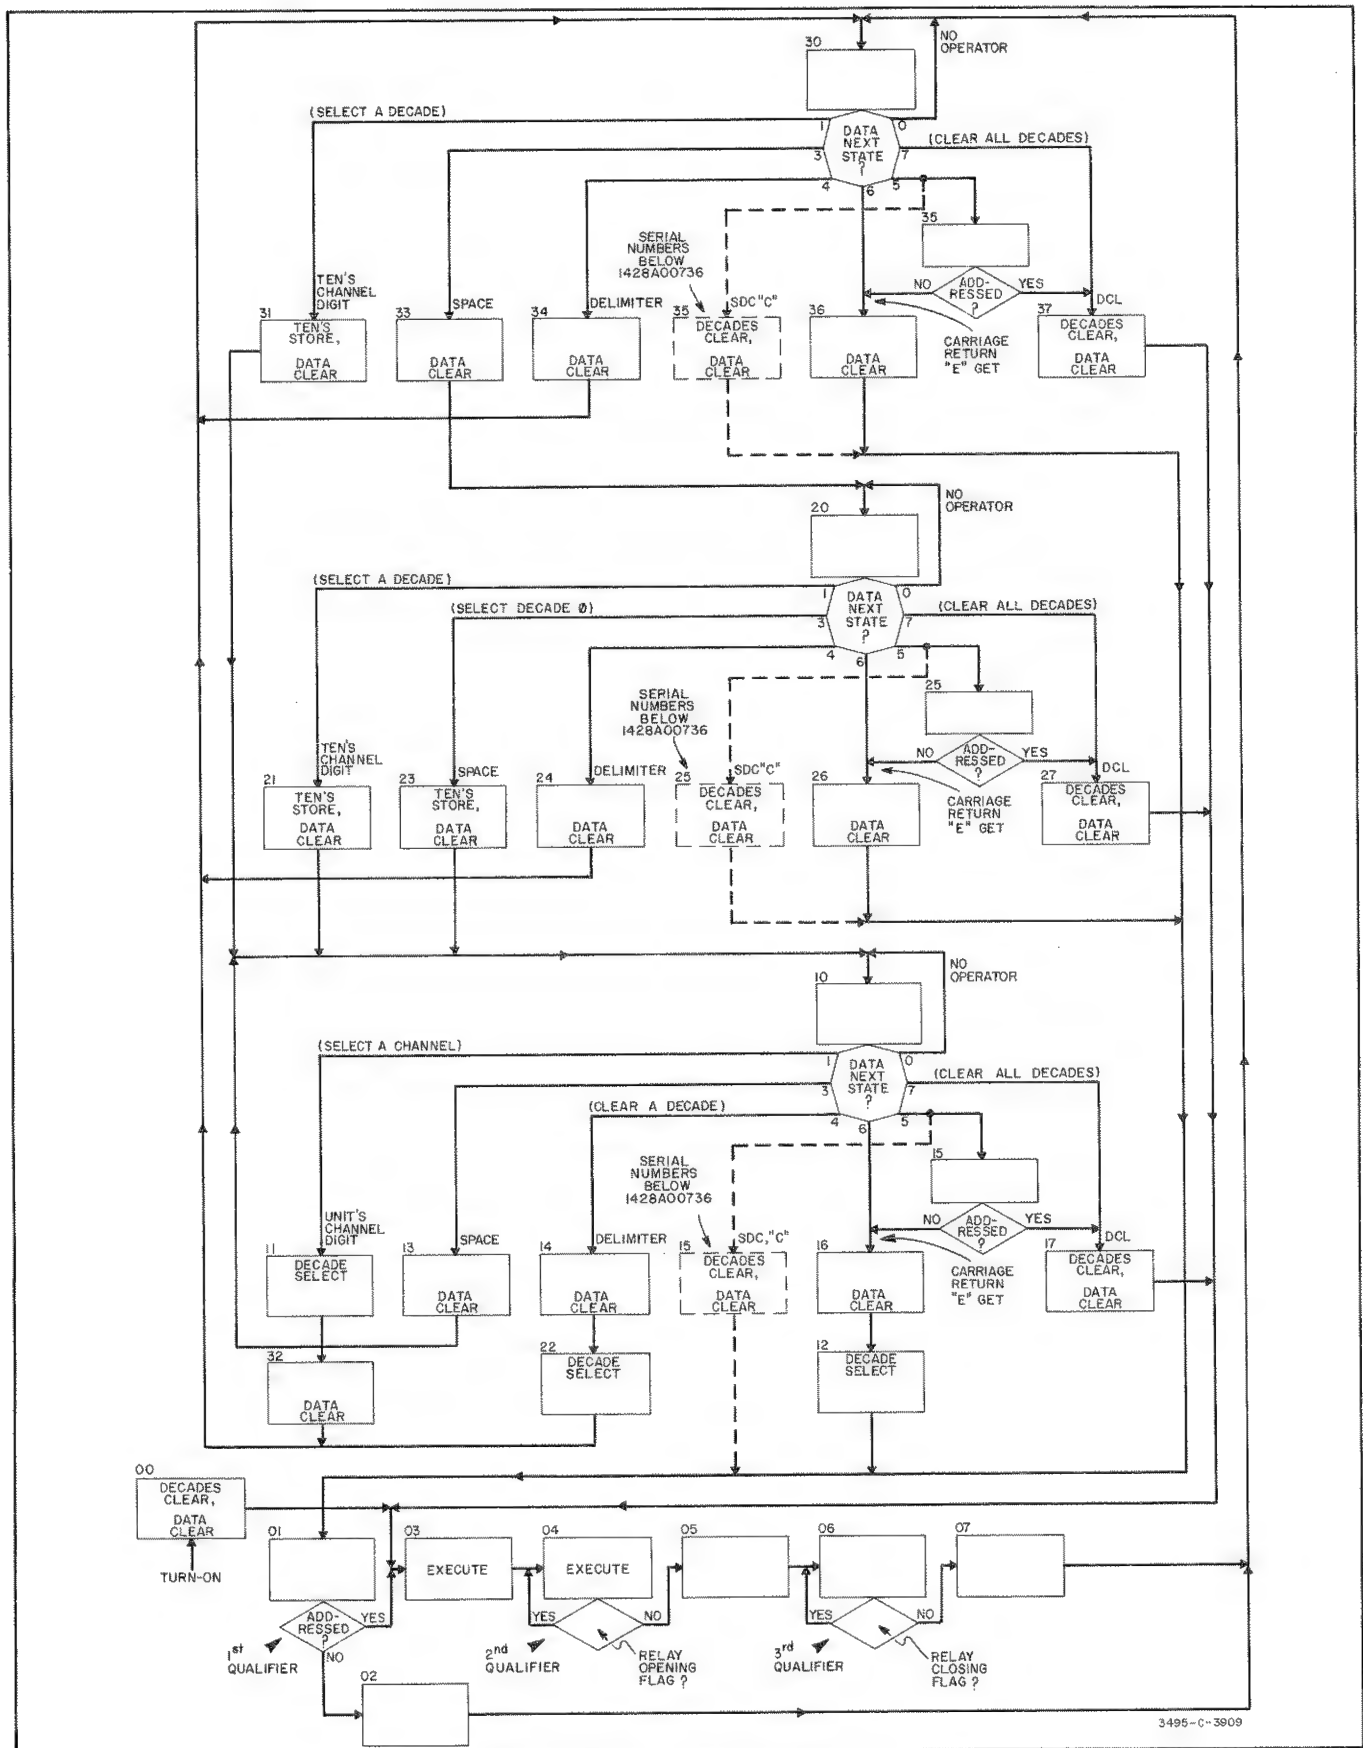 NO
OPERATOR
30
(SELECT A DECADE)
1
0
DATA
NEXT
STATE
?
3
7
4
6
5
(CLEAR ALL DECADES)
35
SERIAL
NUMBERS
BELOW
1428A00736
NO
ADD-
RESSED
?
YES
TEN'S
CHANNEL
DIGIT
SPACE
DELIMITER
SDC"C"
DCL
31
TEN'S
STORE,
DATA
CLEAR
33
DATA
CLEAR
34
DATA
CLEAR
35
DECADES
CLEAR,
DATA
CLEAR
36
DATA
CLEAR
CARRIAGE
RETURN
"E" GET
37
DECADES
CLEAR,
DATA
CLEAR
NO
OPERATOR
20
(SELECT A DECADE)
(SELECT DECADE Ø)
1
0
DATA
NEXT
STATE
?
3
7
4
6
5
(CLEAR ALL DECADES)
25
SERIAL
NUMBERS
BELOW
1428A00736
NO
ADD-
RESSED
?
YES
TEN'S
CHANNEL
DIGIT
SPACE
DELIMITER
SDC"C"
DCL
21
TEN'S
STORE,
DATA
CLEAR
23
TEN'S
STORE,
DATA
CLEAR
24
DATA
CLEAR
25
DECADES
CLEAR,
DATA
CLEAR
26
DATA
CLEAR
CARRIAGE
RETURN
"E" GET
27
DECADES
CLEAR,
DATA
CLEAR
NO
OPERATOR
10
(SELECT A CHANNEL)
(CLEAR A DECADE)
1
0
DATA
NEXT
STATE
?
3
7
4
6
5
(CLEAR ALL DECADES)
15
SERIAL
NUMBERS
BELOW
1428A00736
NO
ADD-
RESSED
?
YES
UNIT'S
CHANNEL
DIGIT
SPACE
DELIMITER
SDC,"C"
DCL
11
DECADE
SELECT
13
DATA
CLEAR
14
DATA
CLEAR
15
DECADES
CLEAR,
DATA
CLEAR
16
DATA
CLEAR
CARRIAGE
RETURN
"E" GET
17
DECADES
CLEAR,
DATA
CLEAR
32
DATA
CLEAR
22
DECADE
SELECT
12
DECADE
SELECT
00
DECADES
CLEAR,
DATA
CLEAR
TURN-ON
01
03
EXECUTE
04
EXECUTE
05
06
07
ADD-
RESSED
?
YES
NO
1st
QUALIFIER
YES
NO
2nd
QUALIFIER
RELAY
OPENING
FLAG ?
YES
NO
3rd
QUALIFIER
RELAY
CLOSING
FLAG ?
02
3495-C-3909